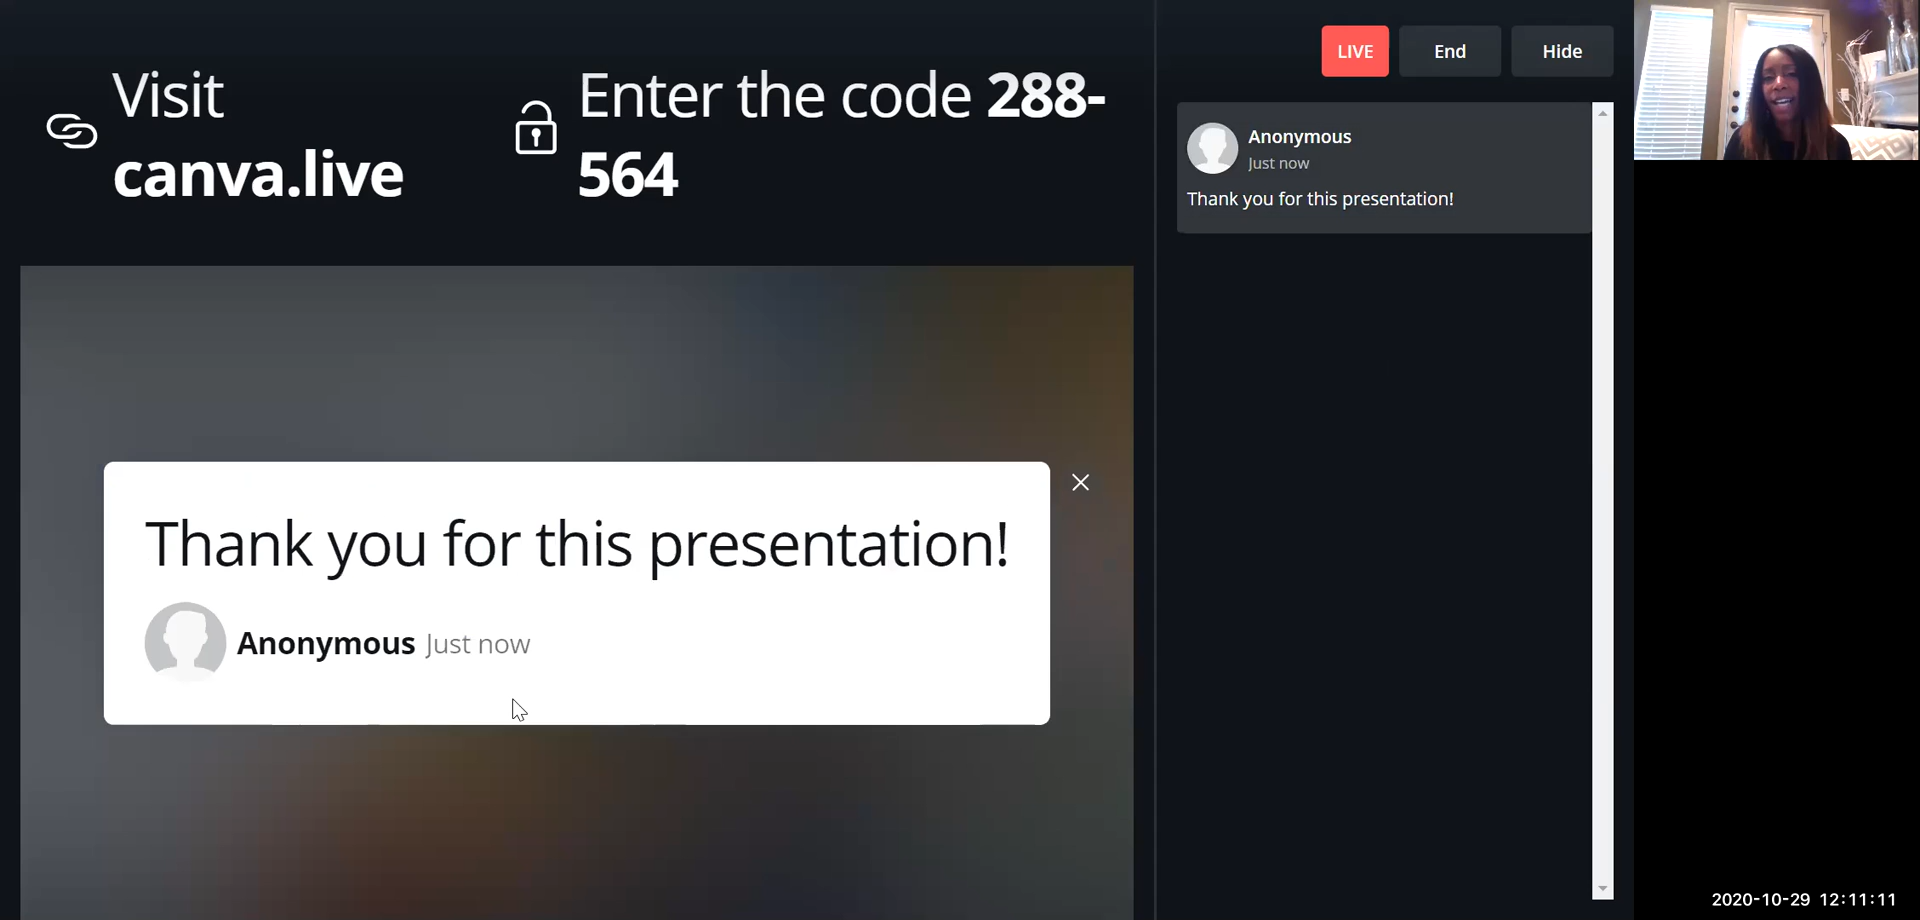 Visit
canva.live
Enter the code 288-
564
LIVE
End
Hide
Anonymous
Just now
Thank you for this presentation!
Thank you for this presentation!
Anonymous Just now
2020-10-29 12:11:11